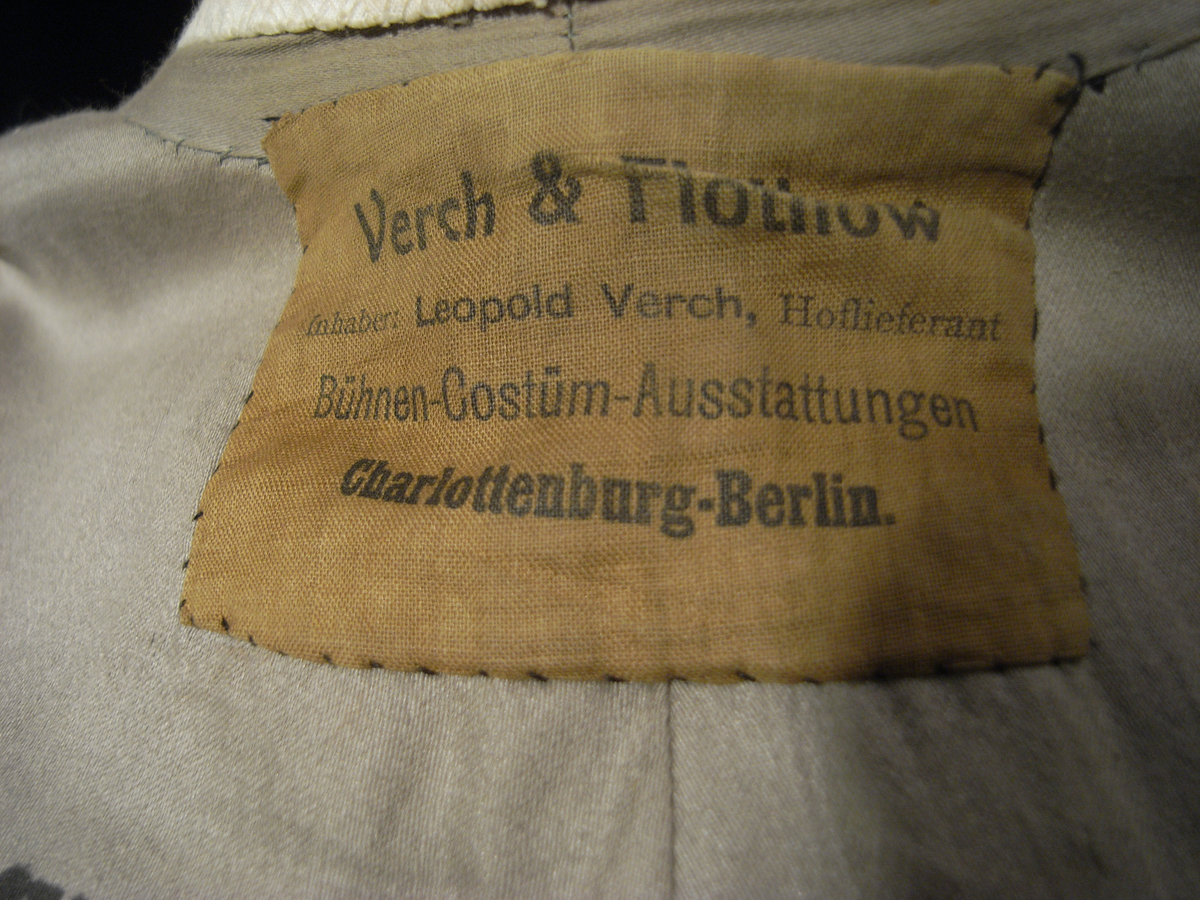 Verch & Flothow
Inhaber: Leopold Verch, Hoflieferant
Bühnen-Costüm-Ausstattungen
Charlottenburg-Berlin.